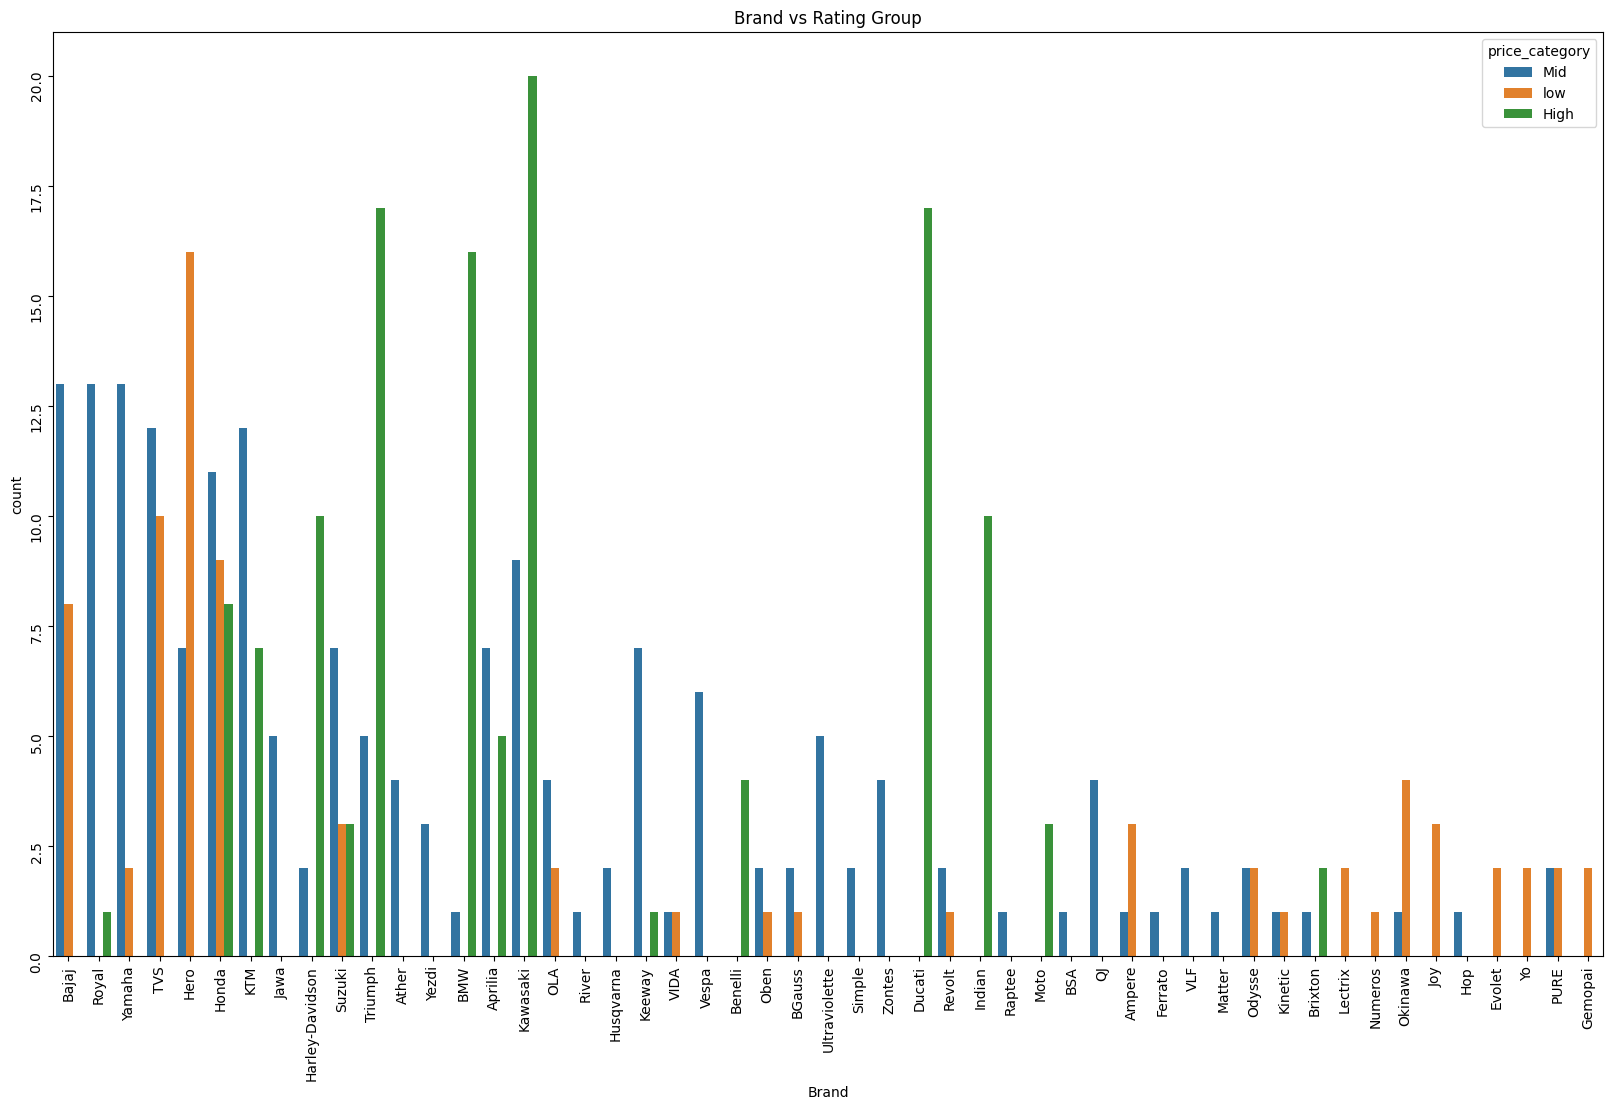 Brand vs Rating Group
price_category
Mid
low
High
20.0
17.5
15.0
12.5
10.0
7.5
5.0
2.5
0.0
count
Bajaj
Royal
Yamaha
TVS
Hero
Honda
KTM
Jawa
Harley-Davidson
Suzuki
Triumph
Ather
Yezdi
BMW
Aprilia
Kawasaki
OLA
River
Husqvarna
Keeway
VIDA
Vespa
Benelli
Oben
BGauss
Ultraviolette
Simple
Zontes
Ducati
Revolt
Indian
Raptee
Moto
BSA
QJ
Ampere
Ferrato
VLF
Matter
Odysse
Kinetic
Brixton
Lectrix
Numeros
Okinawa
Joy
Hop
Evolet
Yo
PURE
Gemopai
Brand